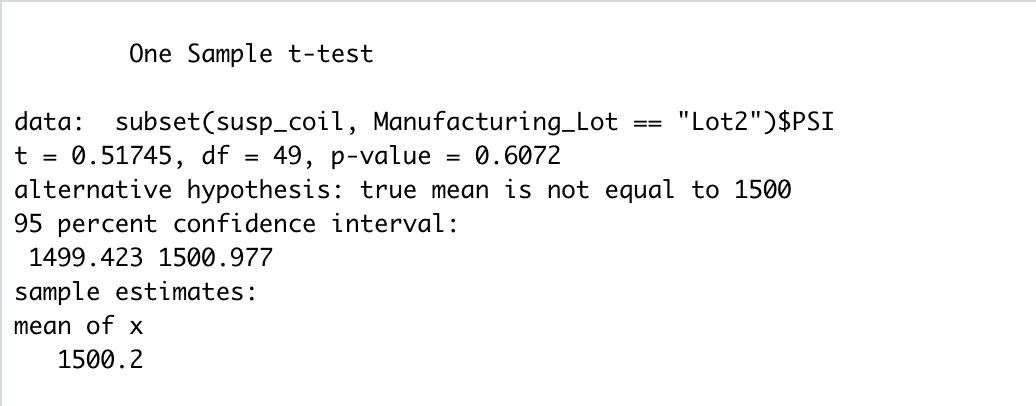 One Sample t-test
data:  subset(susp_coil, Manufacturing_Lot == "Lot2")$PSI
t = 0.51745, df = 49, p-value = 0.6072
alternative hypothesis: true mean is not equal to 1500
95 percent confidence interval:
 1499.423 1500.977
sample estimates:
mean of x
   1500.2